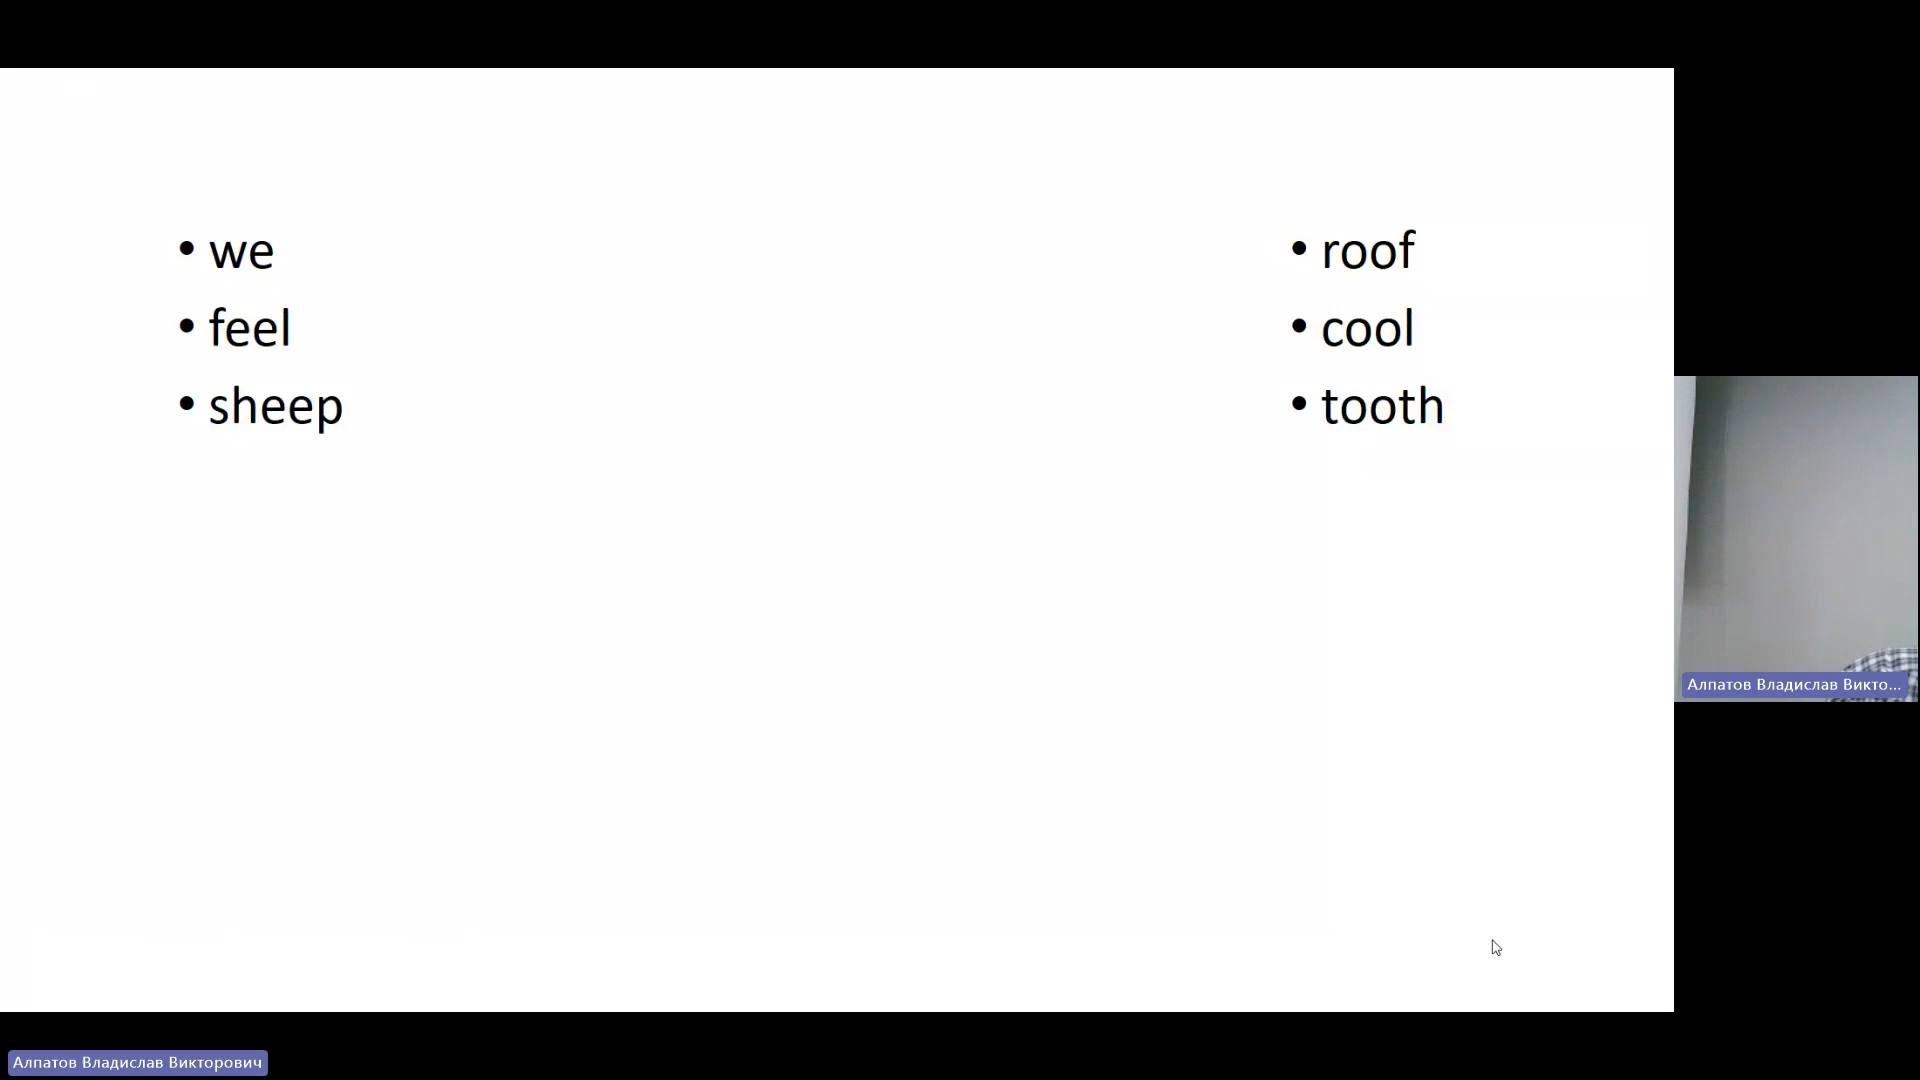 • we
• feel
• sheep
• roof
• cool
• tooth
Алпатов Владислав Викто...
Алпатов Владислав Викторович